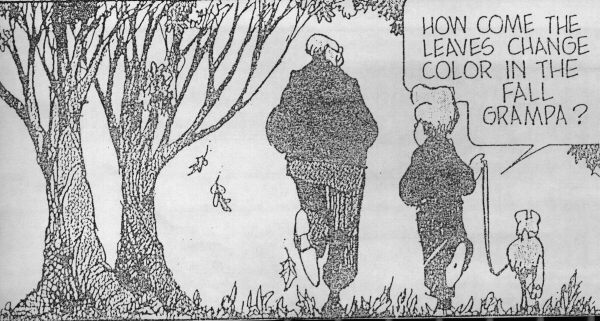 HOW COME THE
LEAVES CHANGE
COLOR IN THE
FALL
GRAMPA?